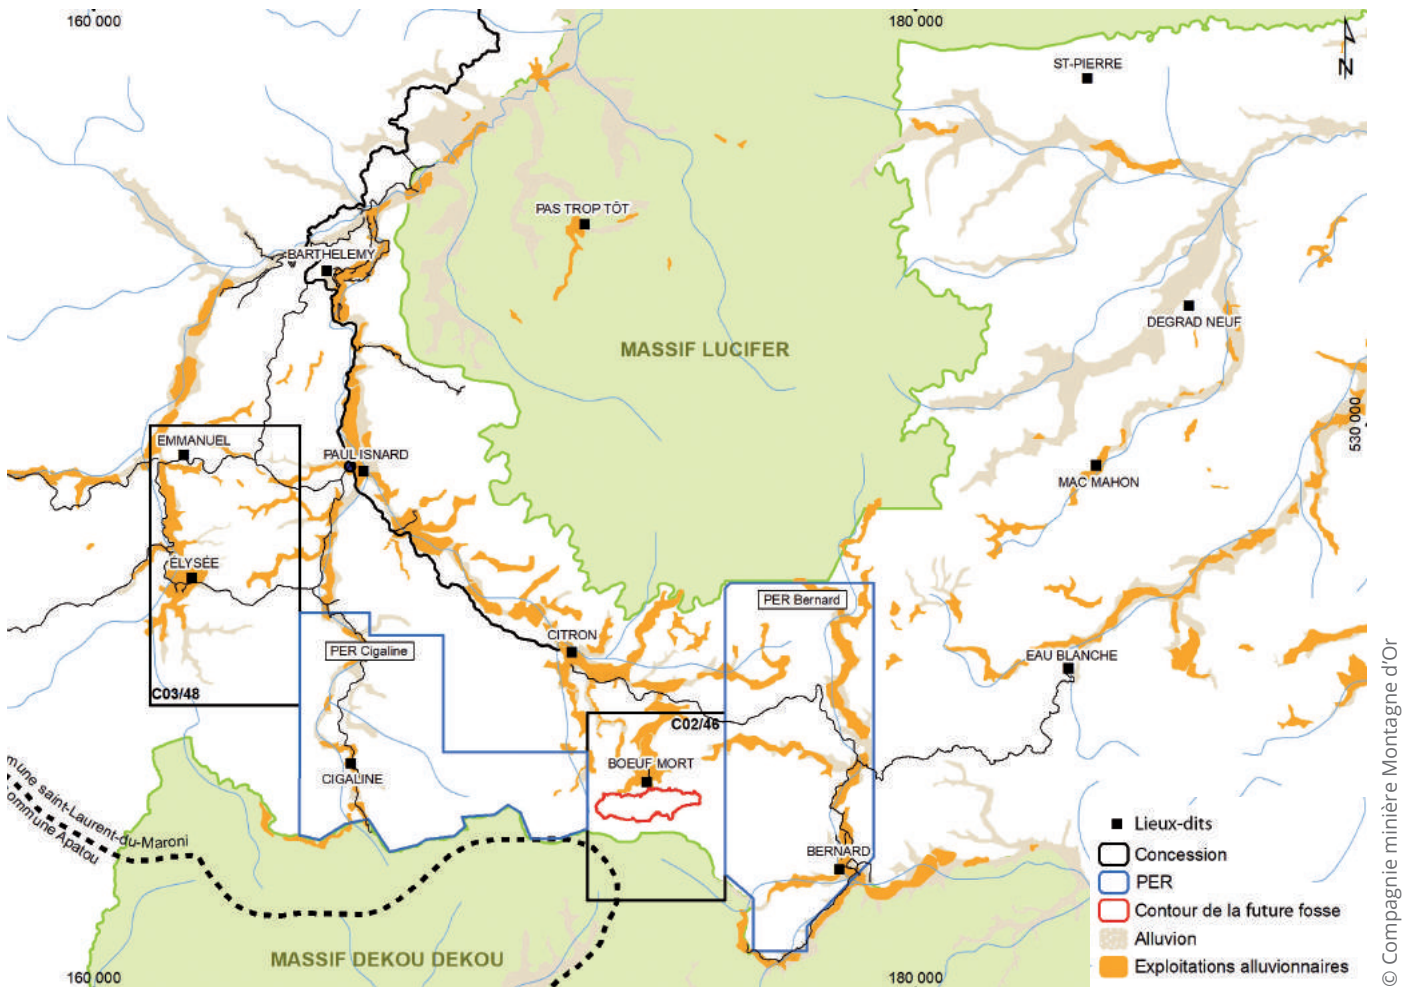 160 000
180 000
N
ST-PIERRE
PAS TROP TÔT
BARTHELEMY
DEGRAD NEUF
MASSIF LUCIFER
530 000
EMMANUEL
PAUL ISNARD
MAC MAHON
ÉLYSÉE
PER Bernard
CITRON
PER Cigaline
EAU BLANCHE
C03/48
C02/46
BOEUF MORT
CIGALINE
mune saint-Laurent-du-Maroni
Commune Apatou
BERNARD
MASSIF DEKOU DEKOU
160 000
180 000
Lieux-dits
Concession
PER
Contour de la future fosse
Alluvion
Exploitations alluvionnaires
© Compagnie minière Montagne d'Or